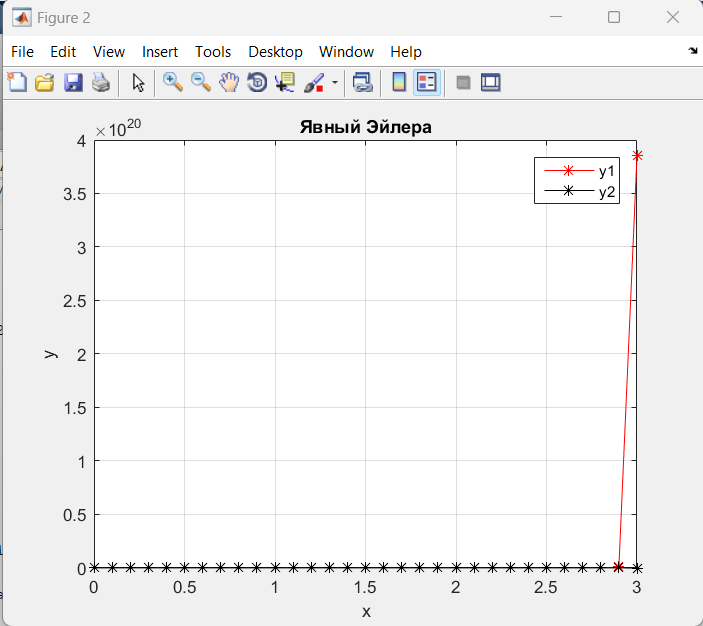 Figure 2
File Edit View Insert Tools Desktop Window Help
Явный Эйлера
×10^20
4
3.5
3
2.5
2
1.5
1
0.5
0
y
y1
y2
0 0.5 1 1.5 2 2.5 3
x